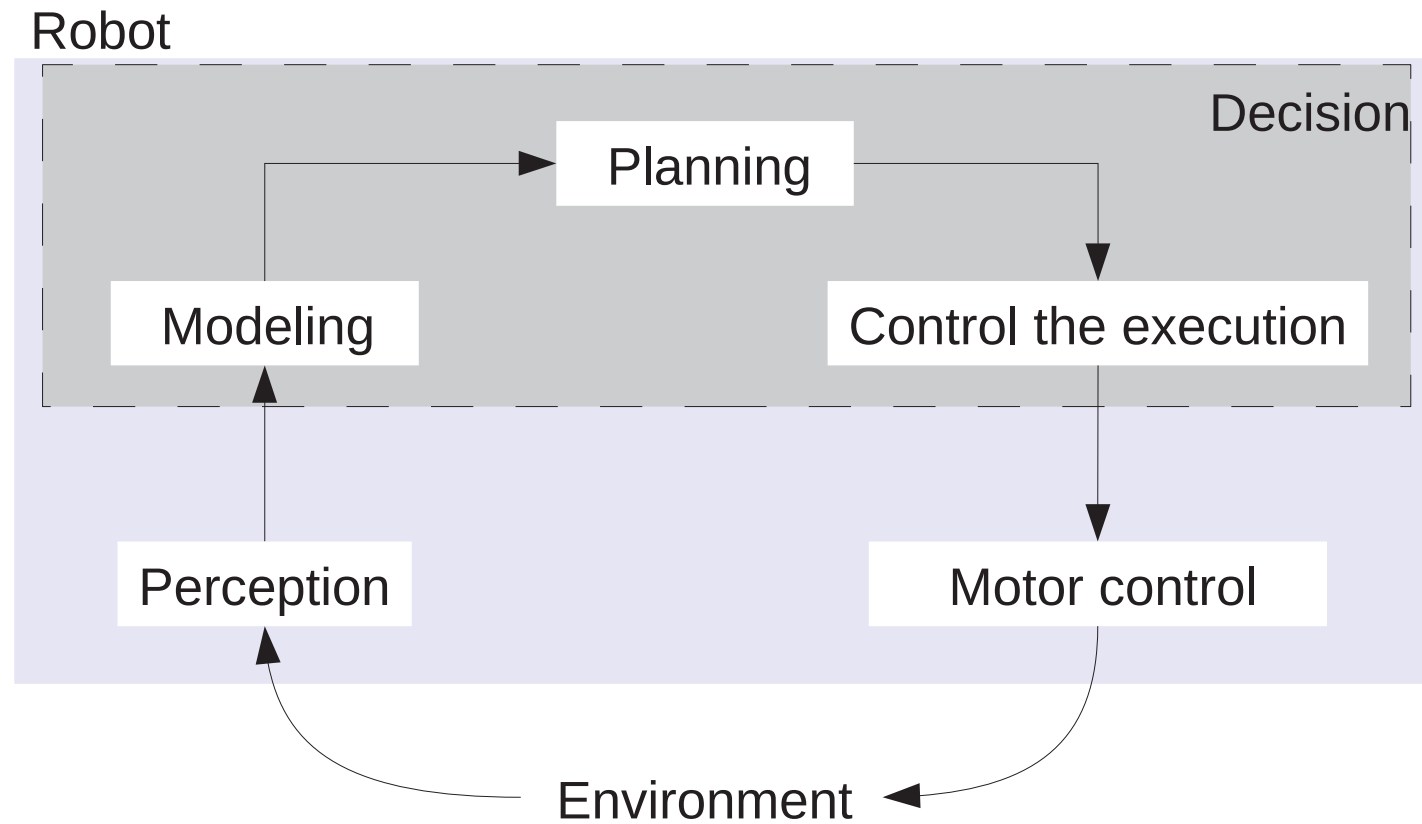 Robot
Decision
Planning
Modeling
Control the execution
Perception
Motor control
Environment